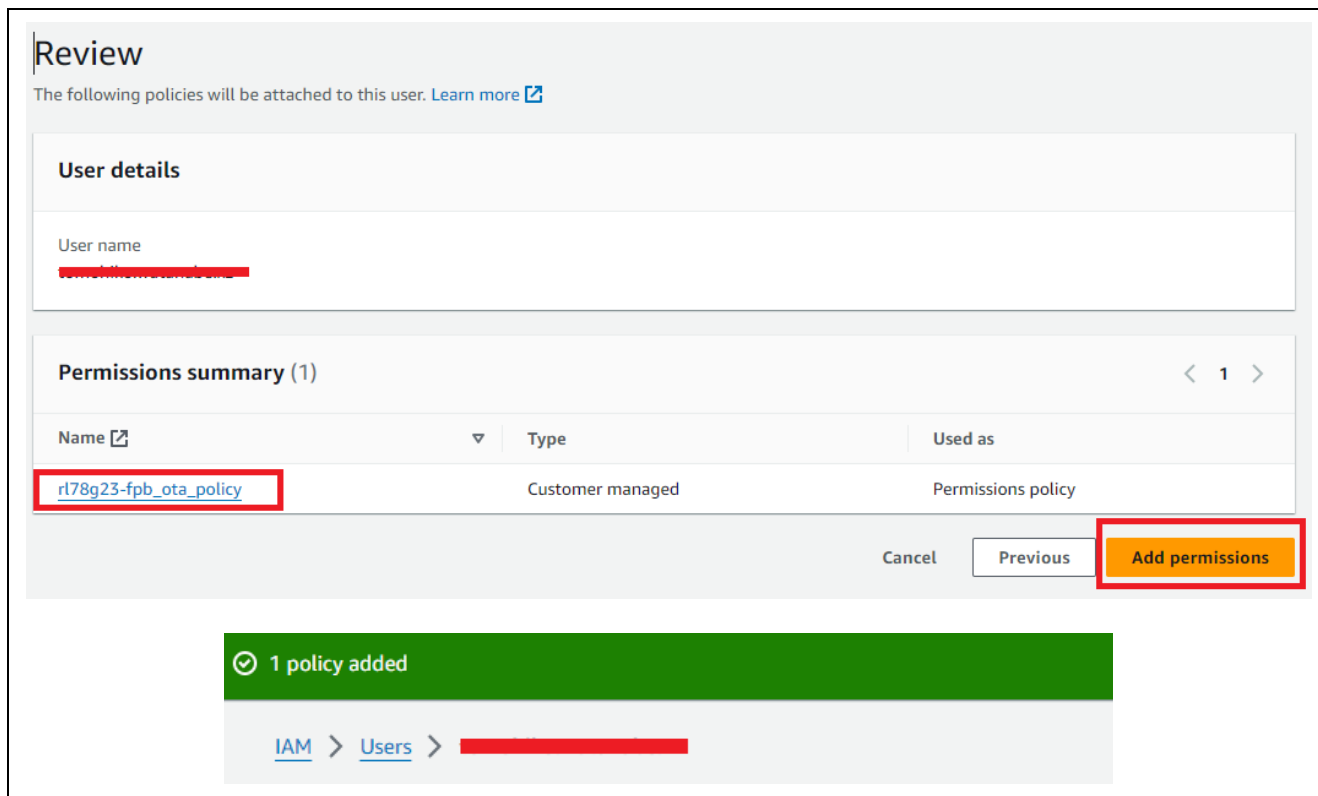 Review
The following policies will be attached to this user. Learn more
User details
User name
Permissions summary (1)
1
Name
Type
Used as
rl78g23-fpb_ota_policy
Customer managed
Permissions policy
Cancel
Previous
Add permissions
1 policy added
IAM > Users >